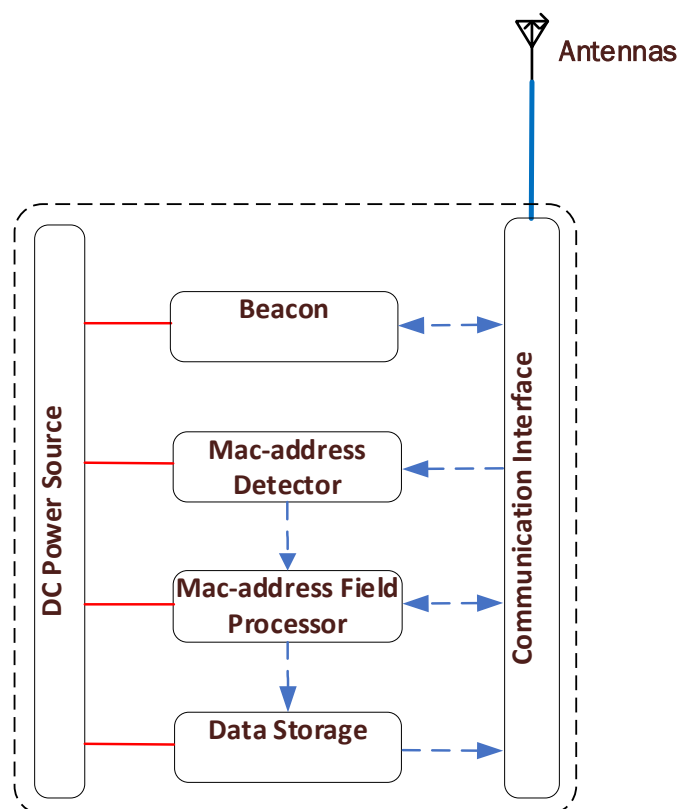 Antennas
Beacon
Mac-address
Detector
Mac-address Field
Processor
Data Storage
DC Power Source
Communication Interface